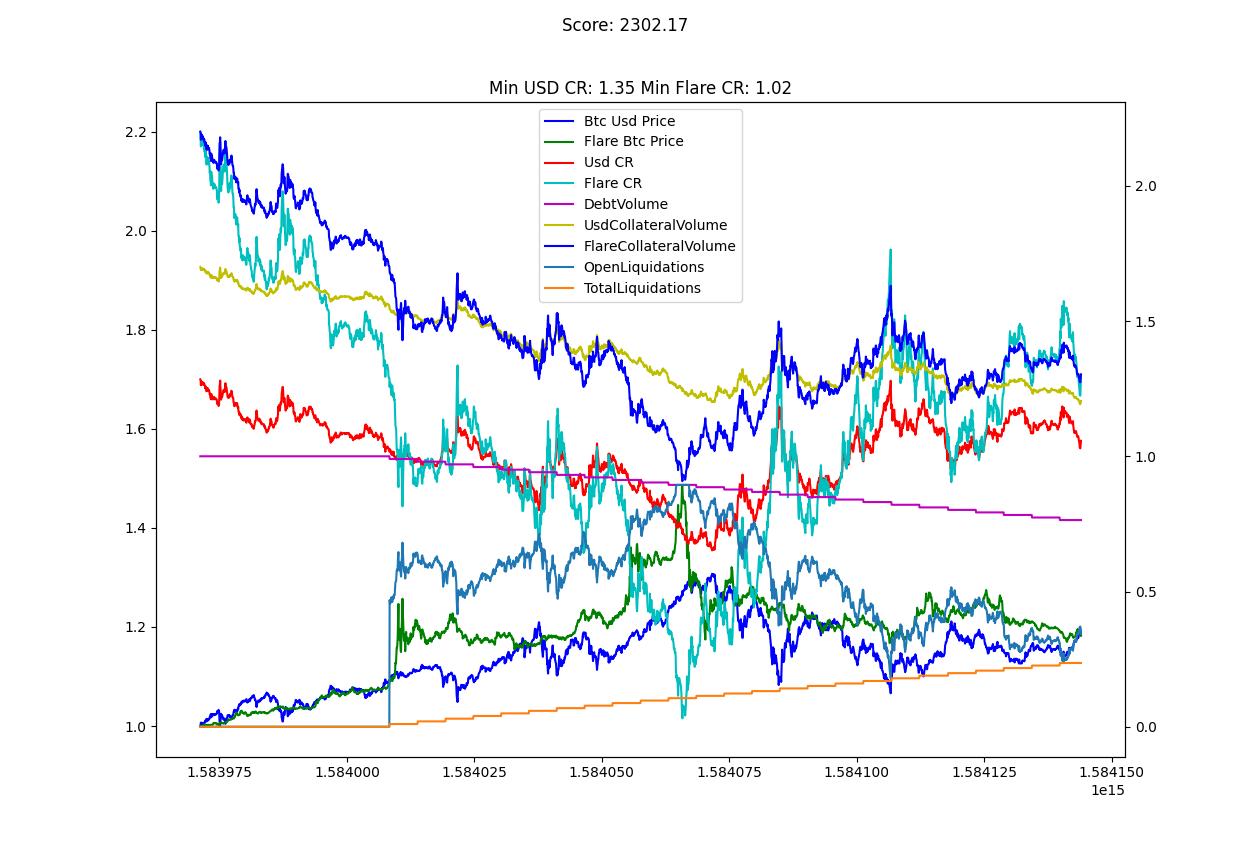 Score: 2302.17
Min USD CR: 1.35 Min Flare CR: 1.02
Btc Usd Price
Flare Btc Price
Usd CR
Flare CR
DebtVolume
UsdCollateralVolume
FlareCollateralVolume
OpenLiquidations
TotalLiquidations
2.2
2.0
1.8
1.6
1.4
1.2
1.0
2.0
1.5
1.0
0.5
0.0
1.583975
1.584000
1.584025
1.584050
1.584075
1.584100
1.584125
1.584150
1e15